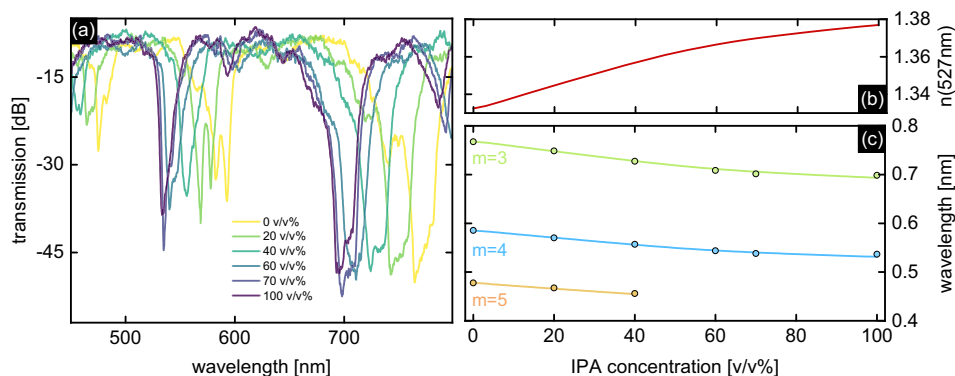 (a)
transmission [dB]
-15
-30
-45
0 v/v%
20 v/v%
40 v/v%
60 v/v%
70 v/v%
100 v/v%
500
600
700
wavelength [nm]
1.38
1.36
1.34
n(527nm)
(b)
(c)
0.8
0.7
0.6
0.5
0.4
wavelength [nm]
m=3
m=4
m=5
0
20
40
60
80
100
IPA concentration [v/v%]